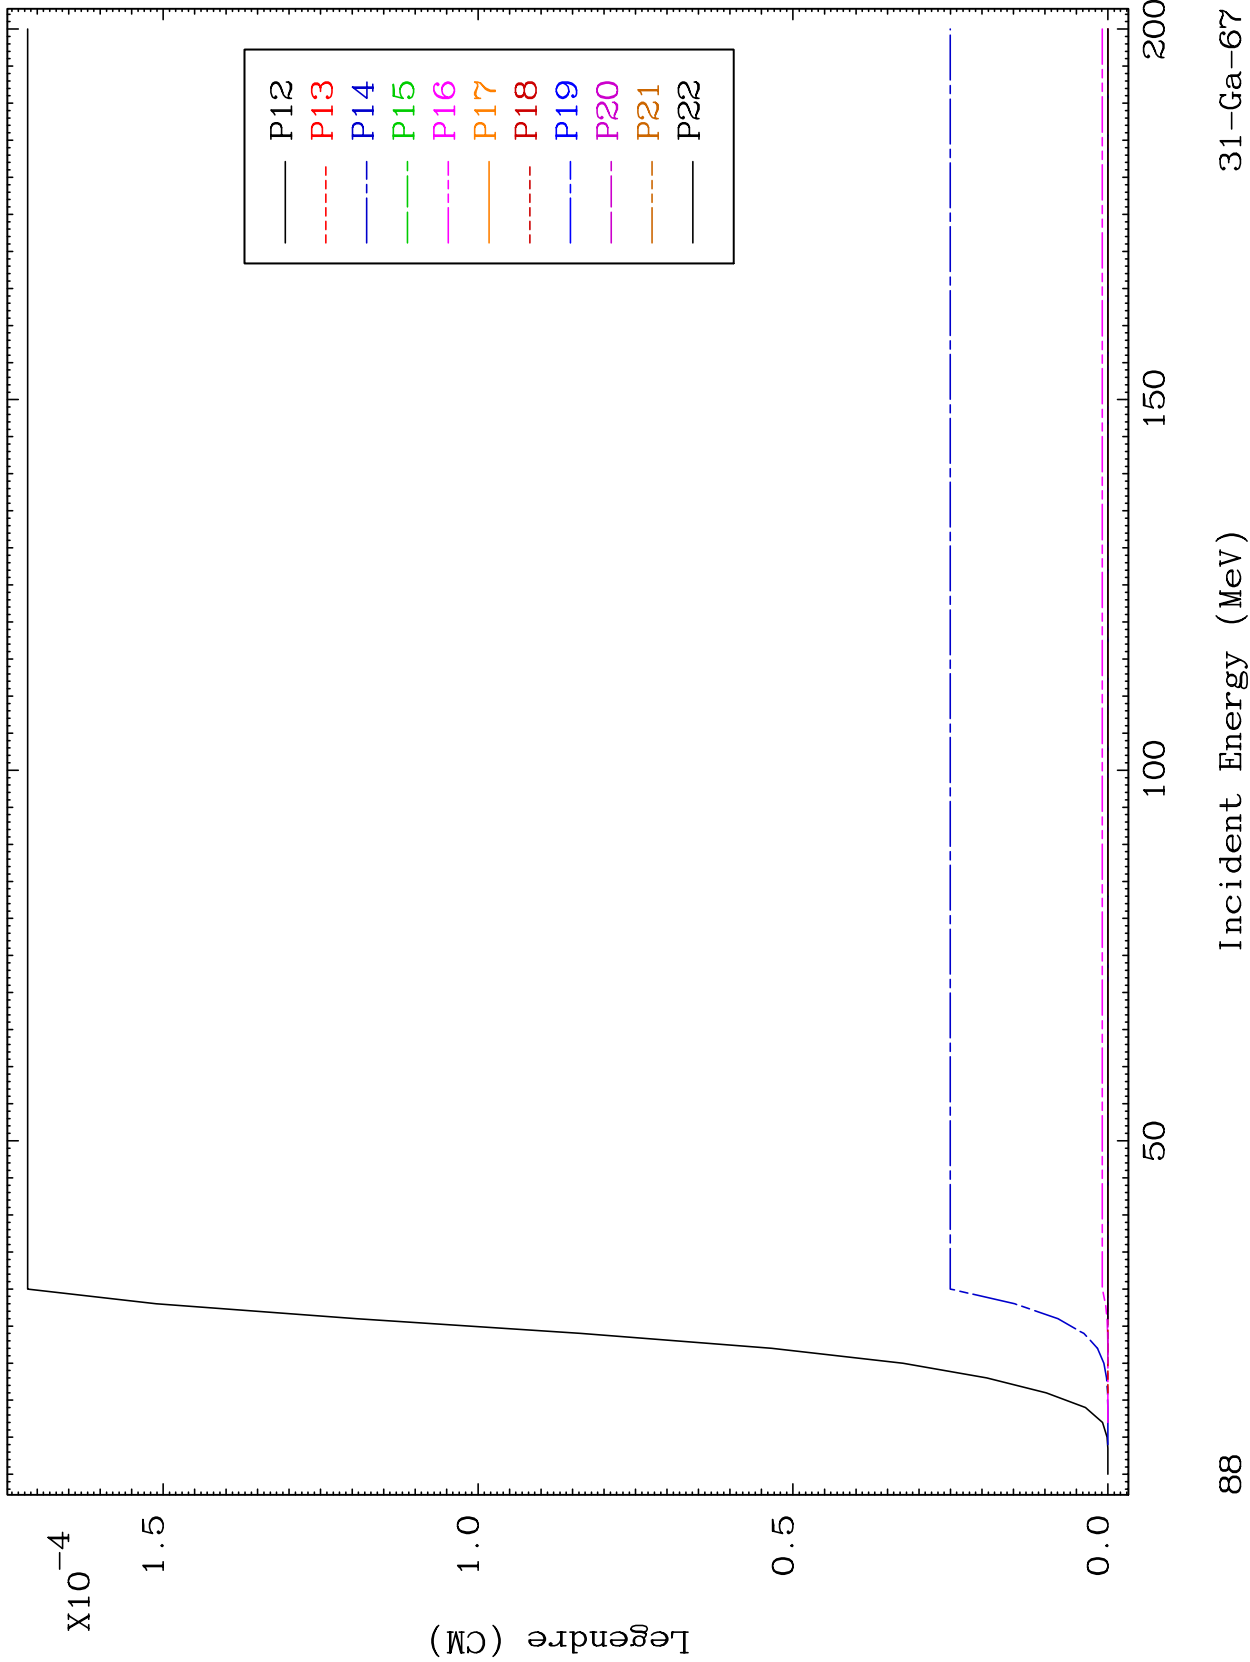 X10-4
1.5
1.0
0.5
0.0
Legendre (CM)
P12
P13
P14
P15
P16
P17
P18
P19
P20
P21
P22
50
100
150
200
88
Incident Energy (MeV)
31-Ga-67